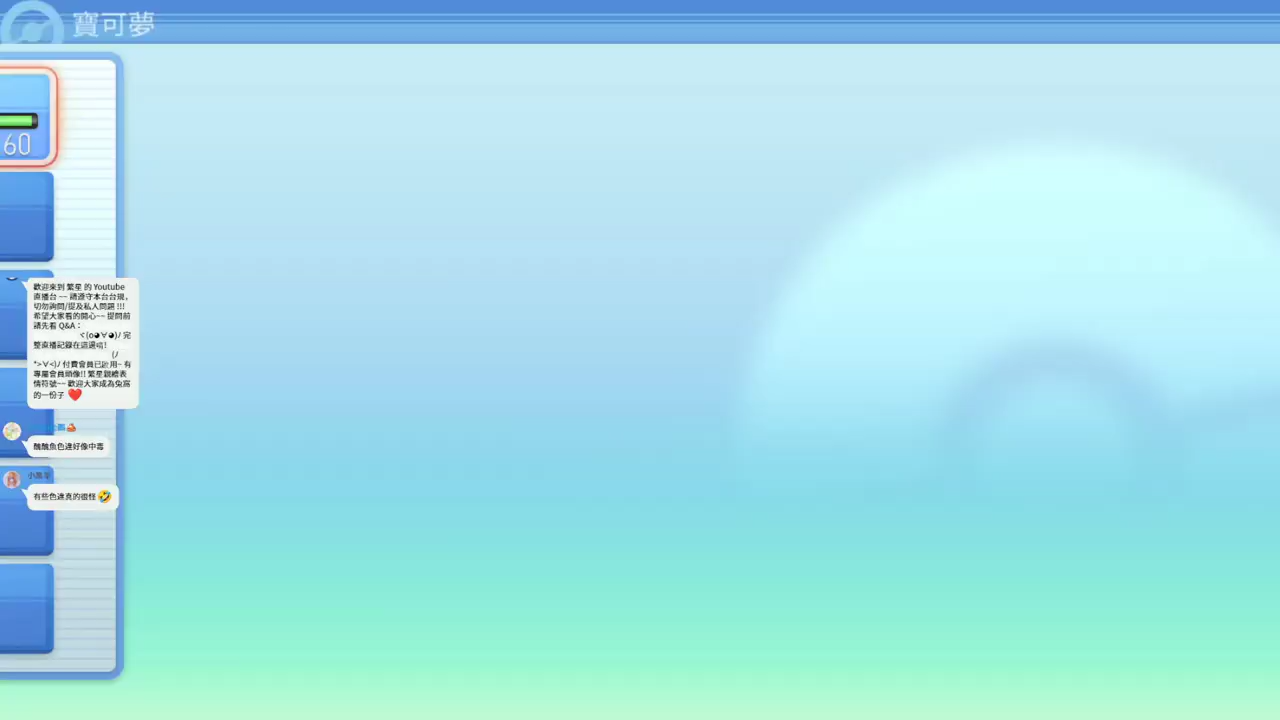 寶可夢
60
歡迎來到 繁星 的 Youtube
直播台 ~~ 請遵守本台台規,
切勿詢問/提及私人問題 !!!
希望大家看的開心~~ 提問前
請先看 Q&A：
ヾ(o◕∀◕)ﾉ 完
整直播記錄在這邊唷!
(ﾉ
*>∀<)ﾉ 付費會員已啟用~ 有
專屬會員頭像!! 繁星親繪表
情符號~~ 歡迎大家成為兔窩
的一份子 ❤️
醜醜魚色違好像中毒
小黑羊
有些色違真的很怪 🤣